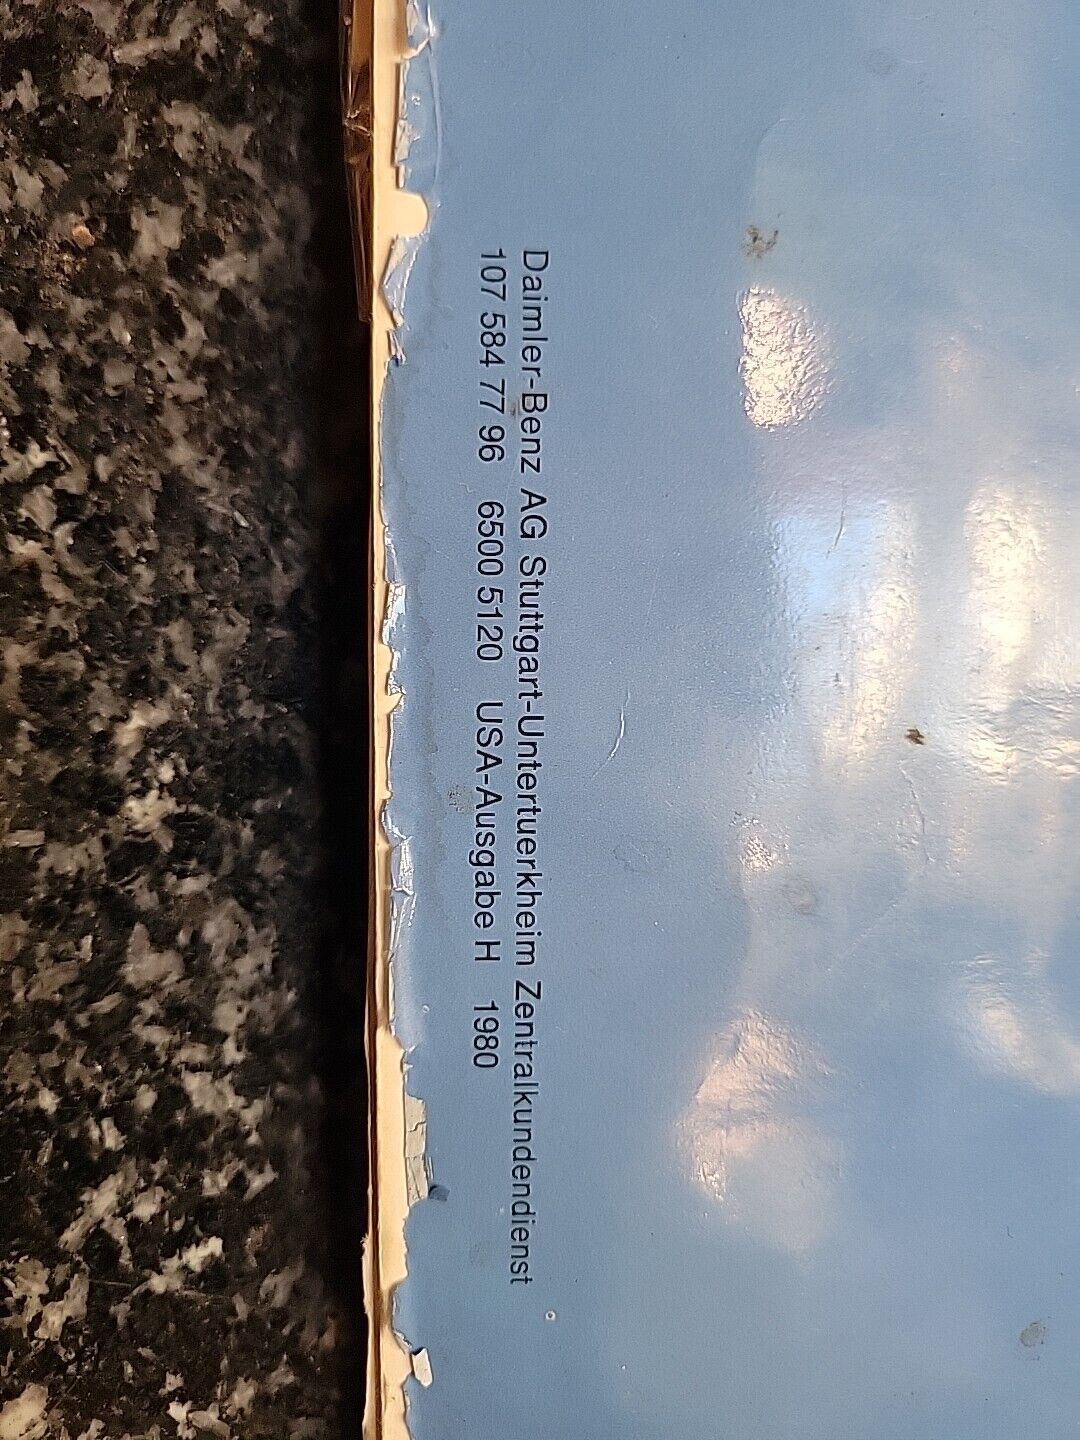 Daimler-Benz AG Stuttgart-Untertuerkheim Zentralkundendienst
107 584 77 96 6500 5120 USA-Ausgabe H 1980